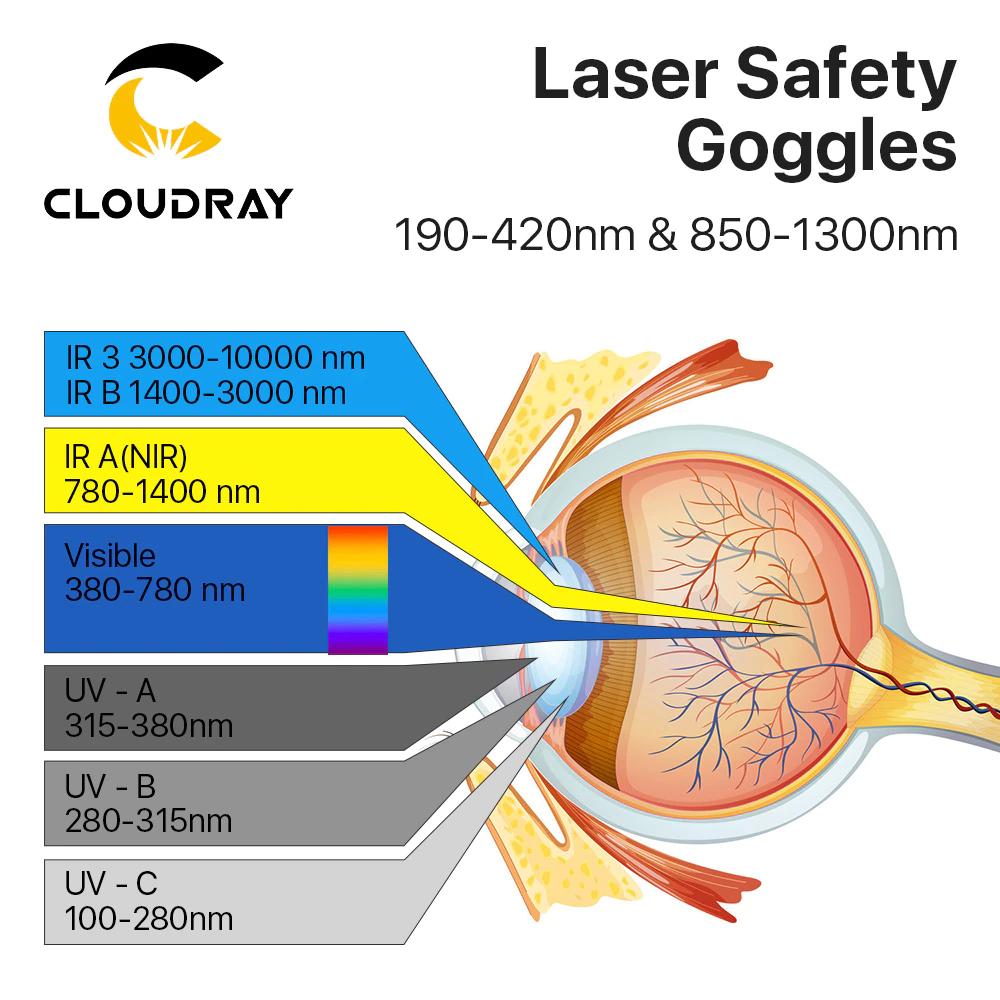 CLOUDRAY
Laser Safety
Goggles
190-420nm & 850-1300nm
IR 3 3000-10000 nm
IR B 1400-3000 nm
IR A(NIR)
780-1400 nm
Visible
380-780 nm
UV - A
315-380nm
UV - B
280-315nm
UV - C
100-280nm